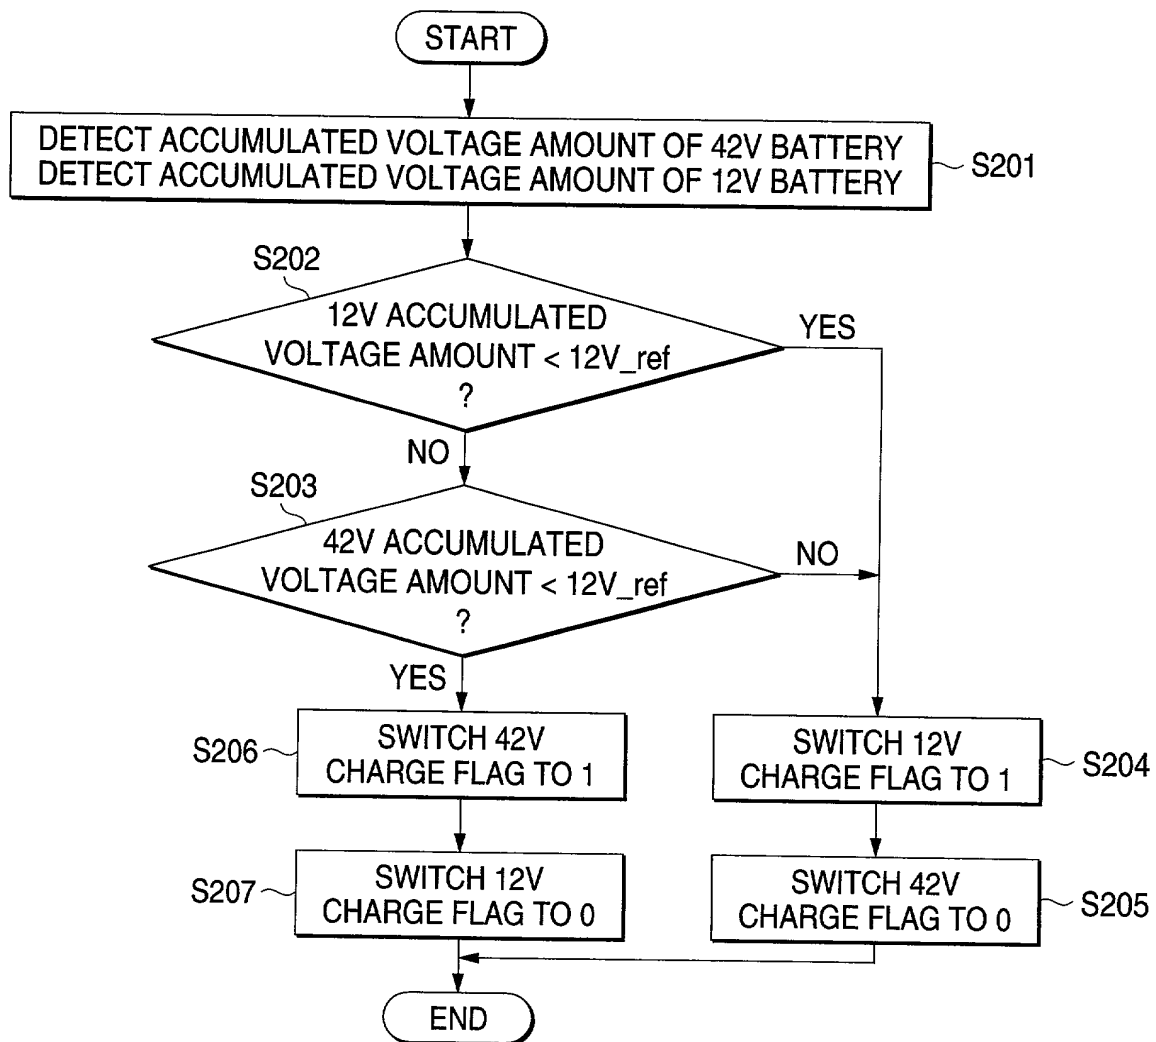 START
DETECT ACCUMULATED VOLTAGE AMOUNT OF 42V BATTERY
DETECT ACCUMULATED VOLTAGE AMOUNT OF 12V BATTERY
S201
S202
12V ACCUMULATED
VOLTAGE AMOUNT < 12V_ref
?
YES
NO
S203
42V ACCUMULATED
VOLTAGE AMOUNT < 12V_ref
?
NO
YES
S206
SWITCH 42V
CHARGE FLAG TO 1
SWITCH 12V
CHARGE FLAG TO 1
S204
S207
SWITCH 12V
CHARGE FLAG TO 0
SWITCH 42V
CHARGE FLAG TO 0
S205
END